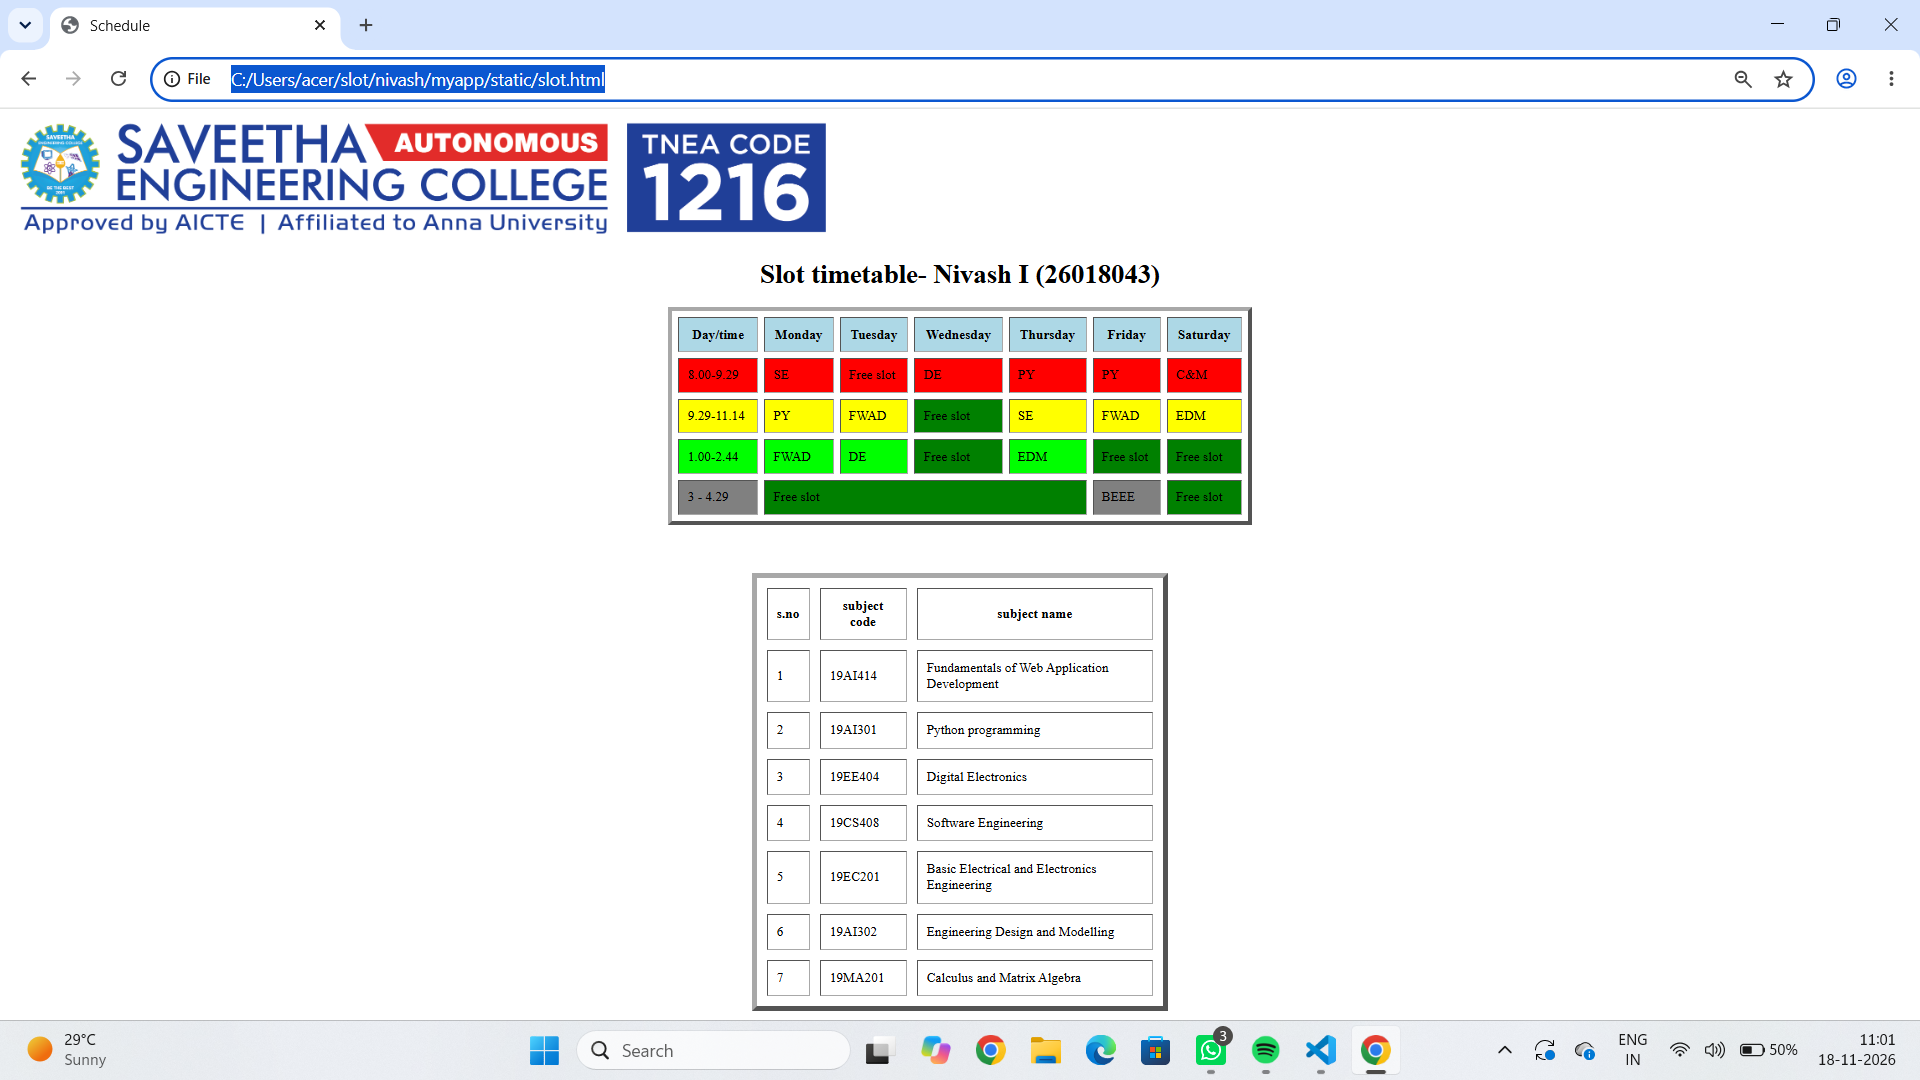 Schedule
File
C:/Users/acer/slot/nivash/myapp/static/slot.html
SAVEETHA AUTONOMOUS
ENGINEERING COLLEGE
Approved by AICTE | Affiliated to Anna University
TNEA CODE
1216
SAVEETHA
Slot timetable- Nivash I (26018043)
Day/time Monday Tuesday Wednesday Thursday Friday Saturday
8.00-9.29 SE Free slot DE PY PY C&M
9.29-11.14 PY FWAD Free slot SE FWAD EDM
1.00-2.44 FWAD DE Free slot EDM Free slot Free slot
3 - 4.29 Free slot BEEE Free slot
s.no subject code subject name
1 19AI414 Fundamentals of Web Application Development
2 19AI301 Python programming
3 19EE404 Digital Electronics
4 19CS408 Software Engineering
5 19EC201 Basic Electrical and Electronics Engineering
6 19AI302 Engineering Design and Modelling
7 19MA201 Calculus and Matrix Algebra
29°C
Sunny
Search
3
ENG
IN
50%
11:01
18-11-2026